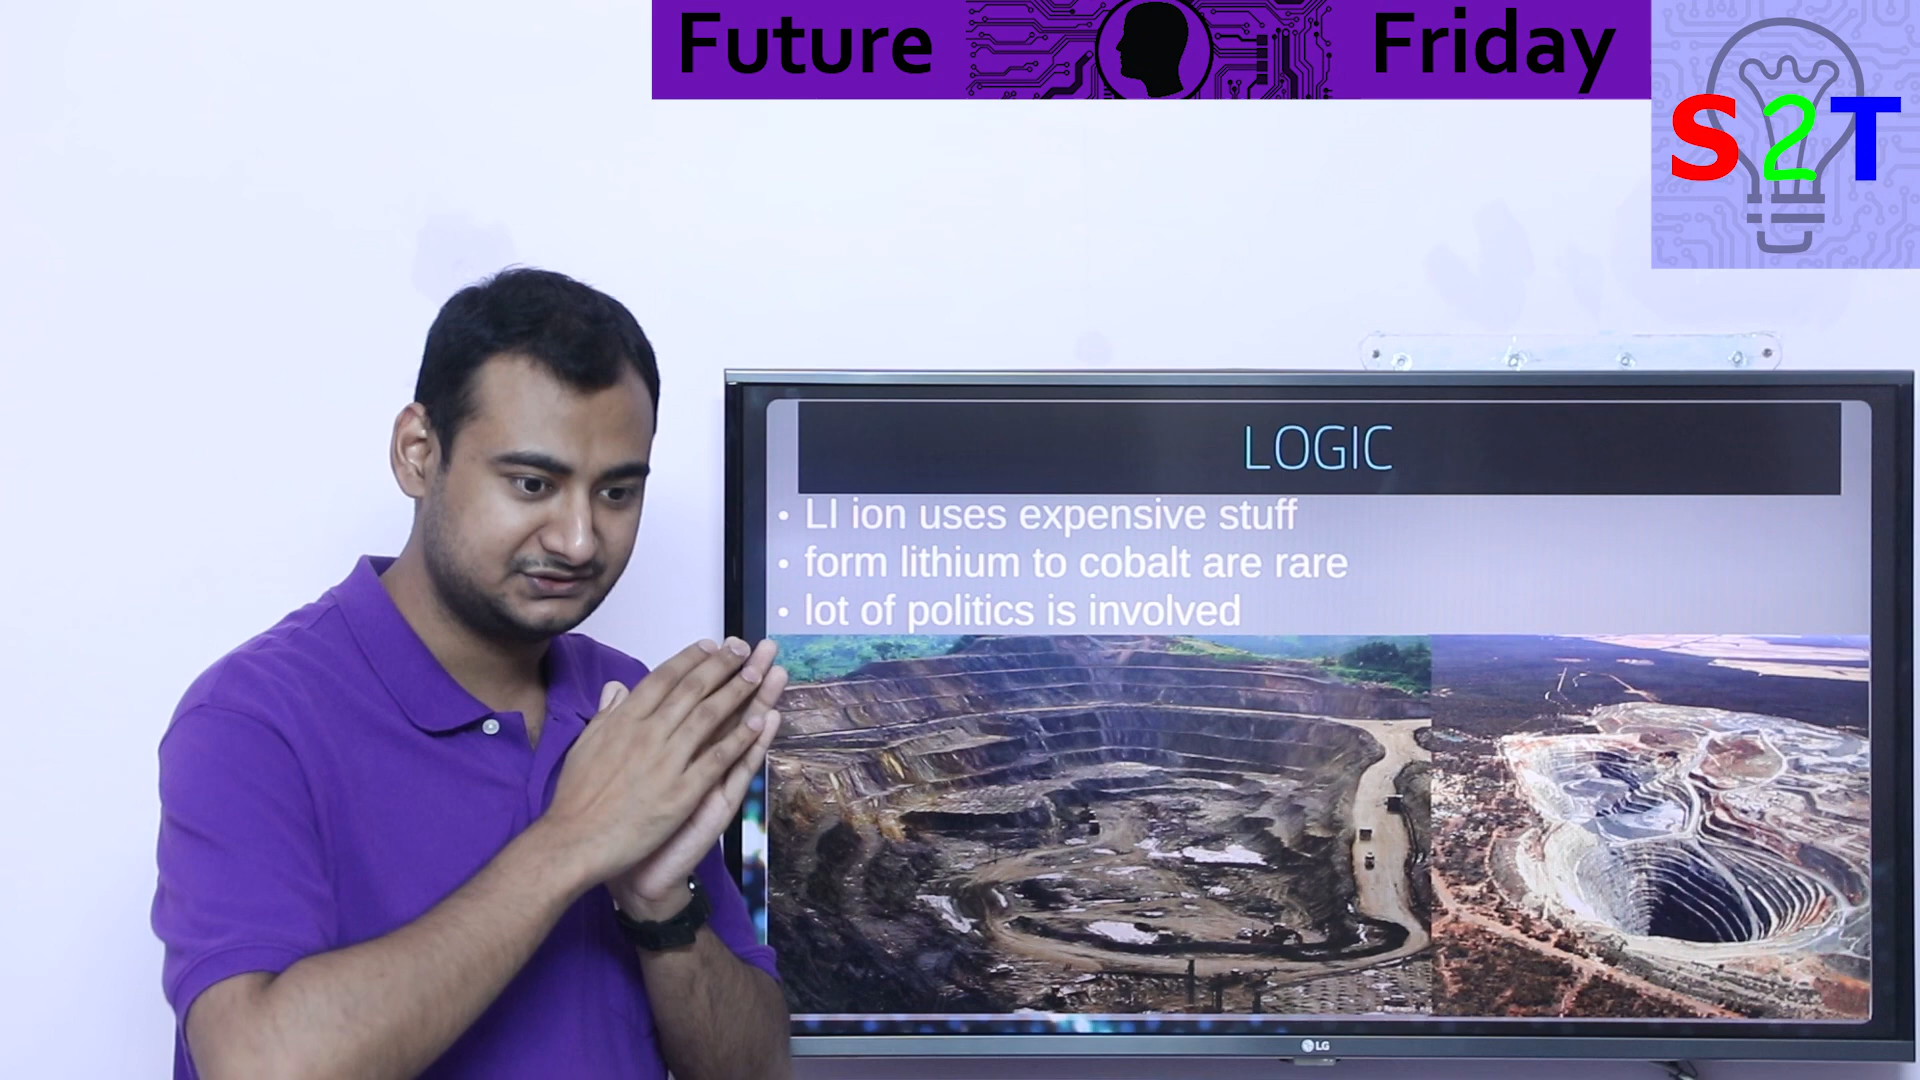 Future Friday
S2T
LOGIC
• LI ion uses expensive stuff
• form lithium to cobalt are rare
• lot of politics is involved
LG